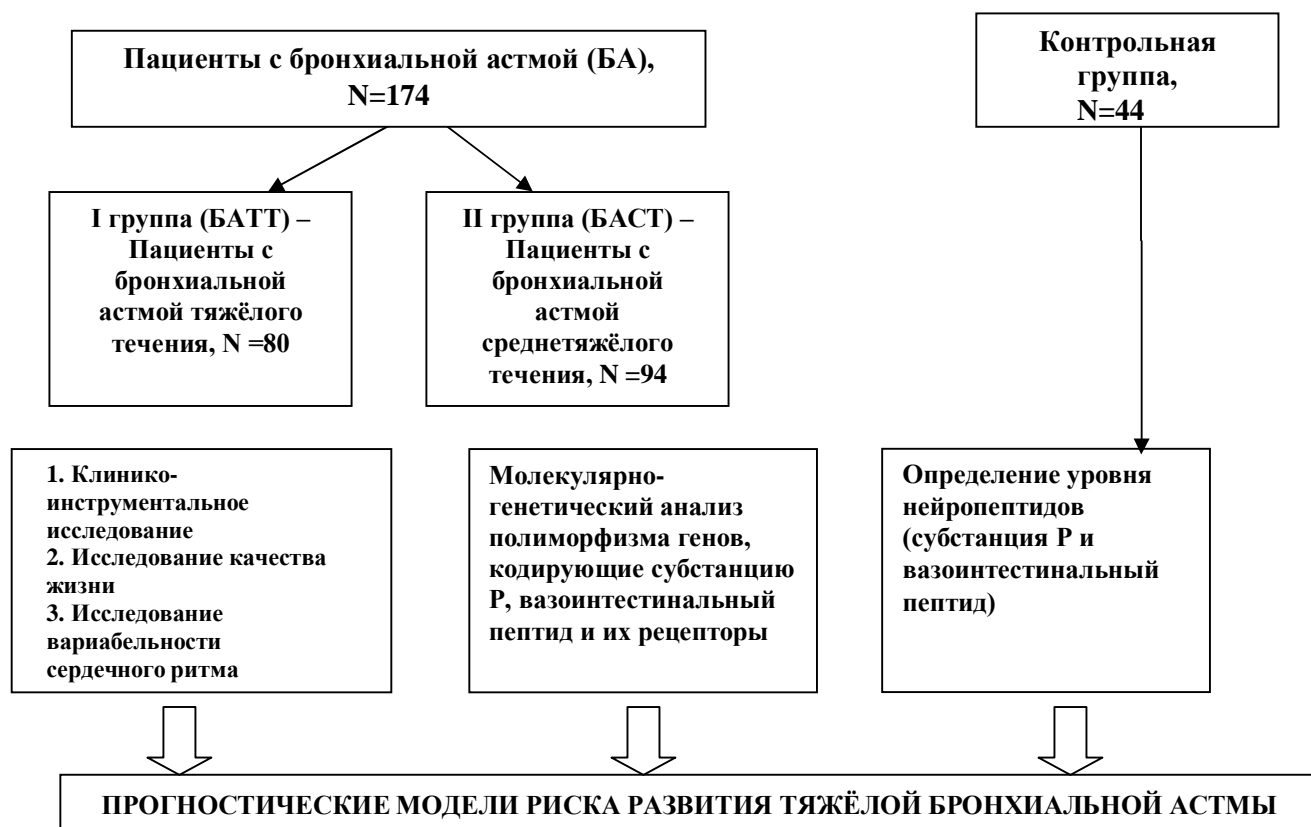 Пациенты с бронхиальной астмой (БА),
N=174
Контрольная
группа,
N=44
I группа (БАТТ) –
Пациенты с
бронхиальной
астмой тяжёлого
течения, N =80
II группа (БАСТ) –
Пациенты с
бронхиальной
астмой
среднетяжёлого
течения, N =94
1. Клинико-
инструментальное
исследование
2. Исследование качества
жизни
3. Исследование
вариабельности
сердечного ритма
Молекулярно-
генетический анализ
полиморфизма генов,
кодирующие субстанцию
Р, вазоинтестинальный
пептид и их рецепторы
Определение уровня
нейропептидов
(субстанция Р и
вазоинтестинальный
пептид)
ПРОГНОСТИЧЕСКИЕ МОДЕЛИ РИСКА РАЗВИТИЯ ТЯЖЁЛОЙ БРОНХИАЛЬНОЙ АСТМЫ